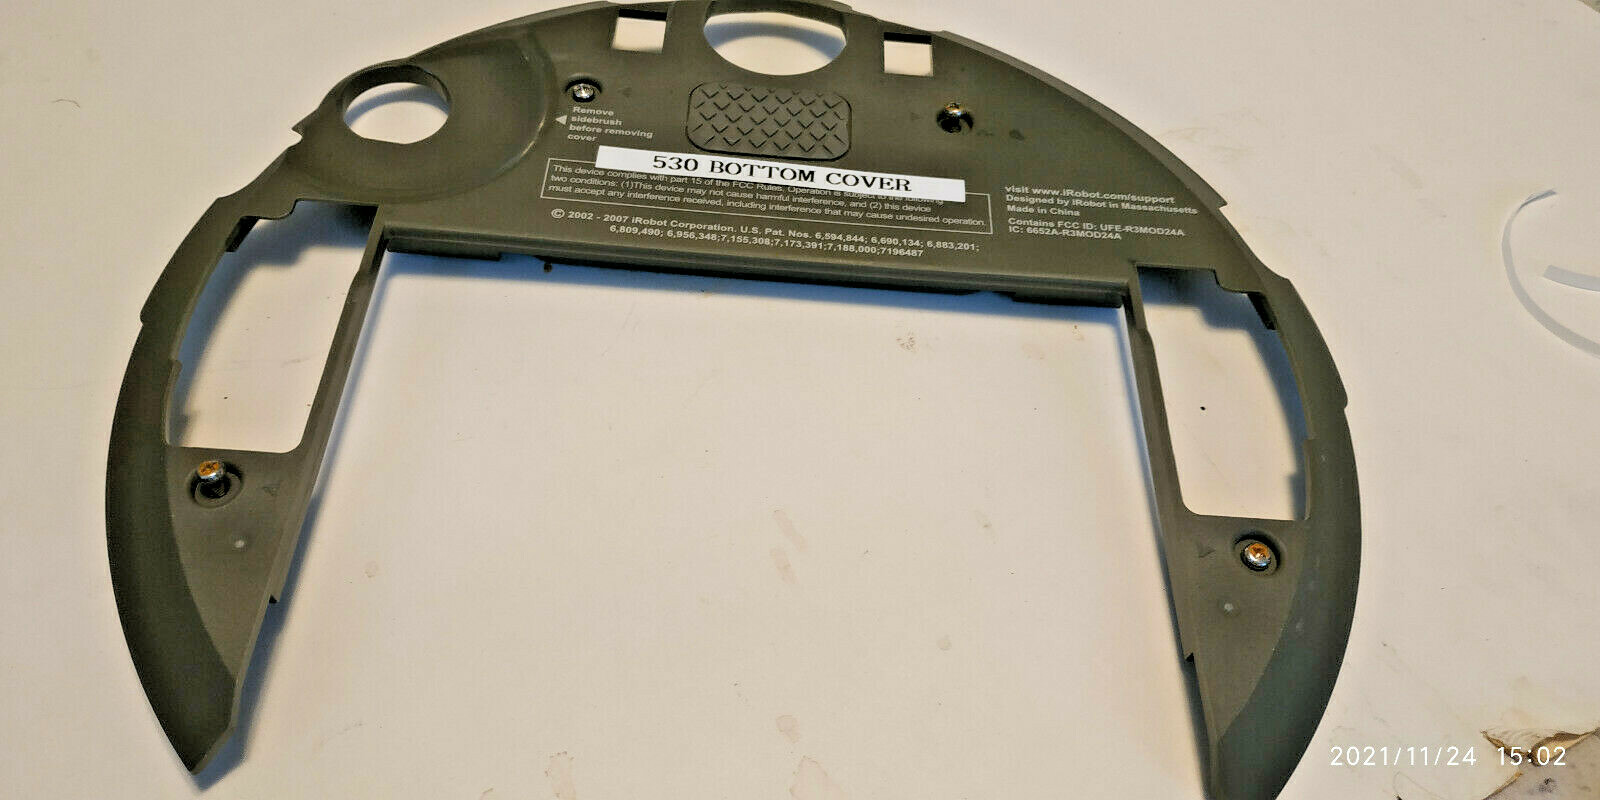 Remove
sidebrush
before removing
cover
530 BOTTOM COVER
This device complies with part 15 of the FCC Rules. Operation is subject to the following
two conditions: (1)This device may not cause harmful interference, and (2) this device
must accept any interference received, including interference that may cause undesired operation.
© 2002 - 2007 iRobot Corporation. U.S. Pat. Nos. 6,594,844; 6,690,134; 6,883,201;
6,809,490; 6,956,348;7,155,308;7,173,391;7,188,000;7196487
visit www.iRobot.com/support
Designed by iRobot in Massachusetts
Made in China
Contains FCC ID: UFE-R3MOD24A
IC: 6652A-R3MOD24A
2021/11/24 15:02